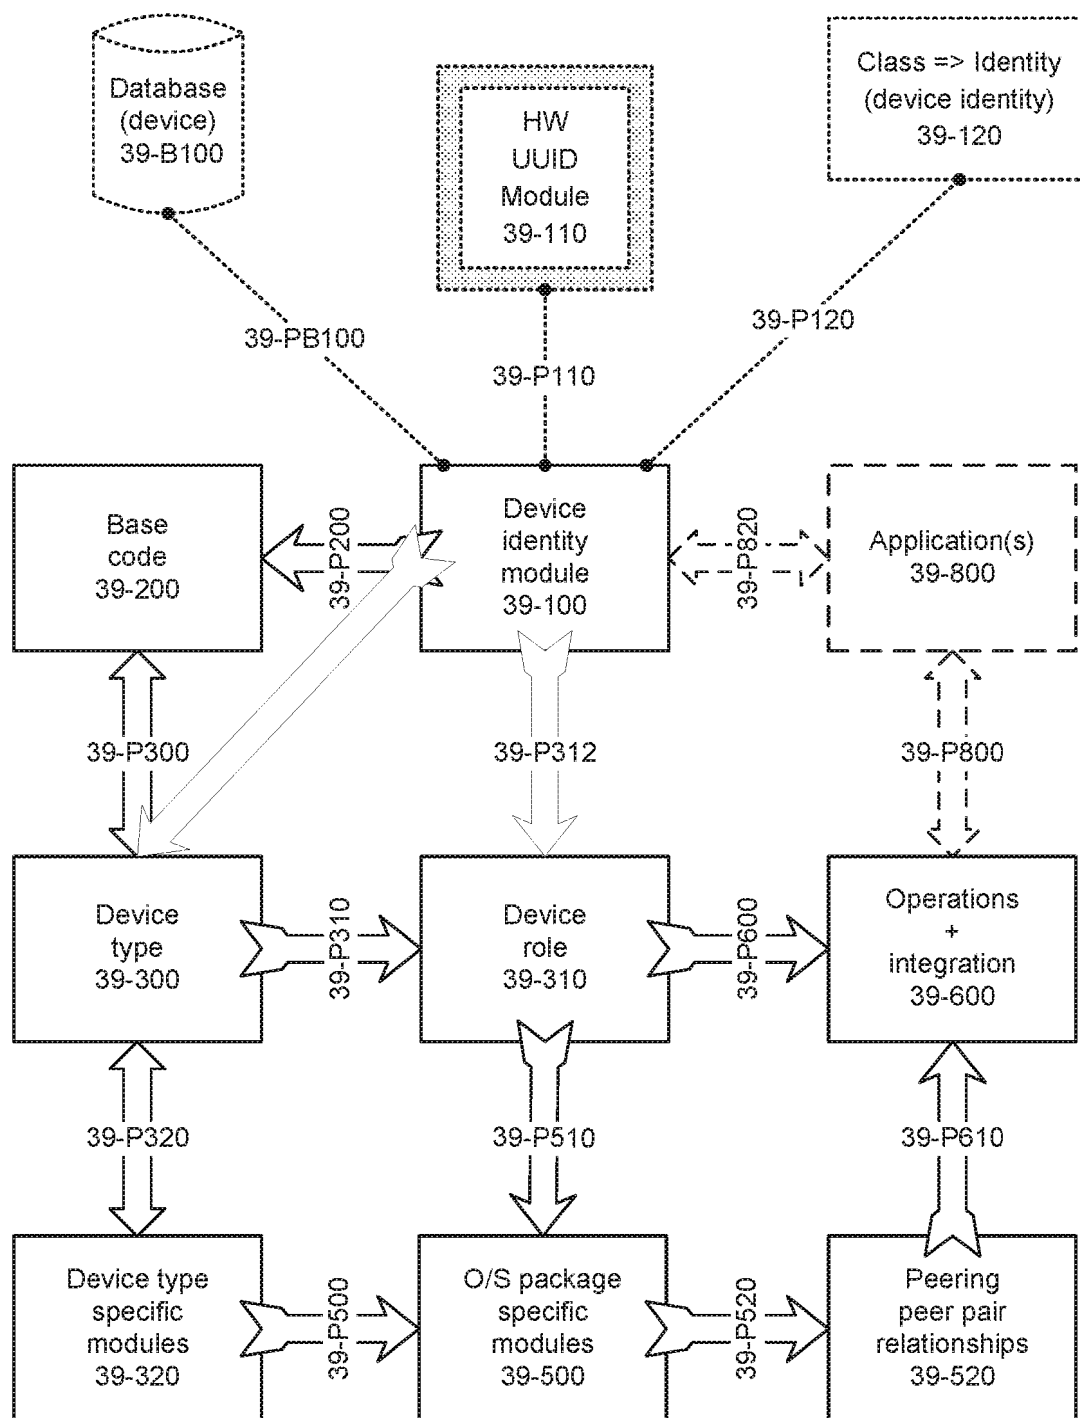 Database
(device)
39-B100
HW
UUID
Module
39-110
Class => Identity
(device identity)
39-120
39-PB100
39-P110
39-P120
Base
code
39-200
39-P200
Device
identity
module
39-100
39-P820
Application(s)
39-800
39-P300
39-P312
39-P800
Device
type
39-300
39-P310
Device
role
39-310
39-P600
Operations
+
integration
39-600
39-P320
39-P510
39-P610
Device type
specific
modules
39-320
39-P500
O/S package
specific
modules
39-500
39-P520
Peering
peer pair
relationships
39-520